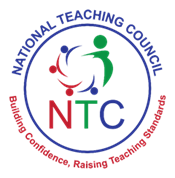 NATIONAL TEACHING COUNCIL
NTC
Building Confidence, Raising Teaching Standards